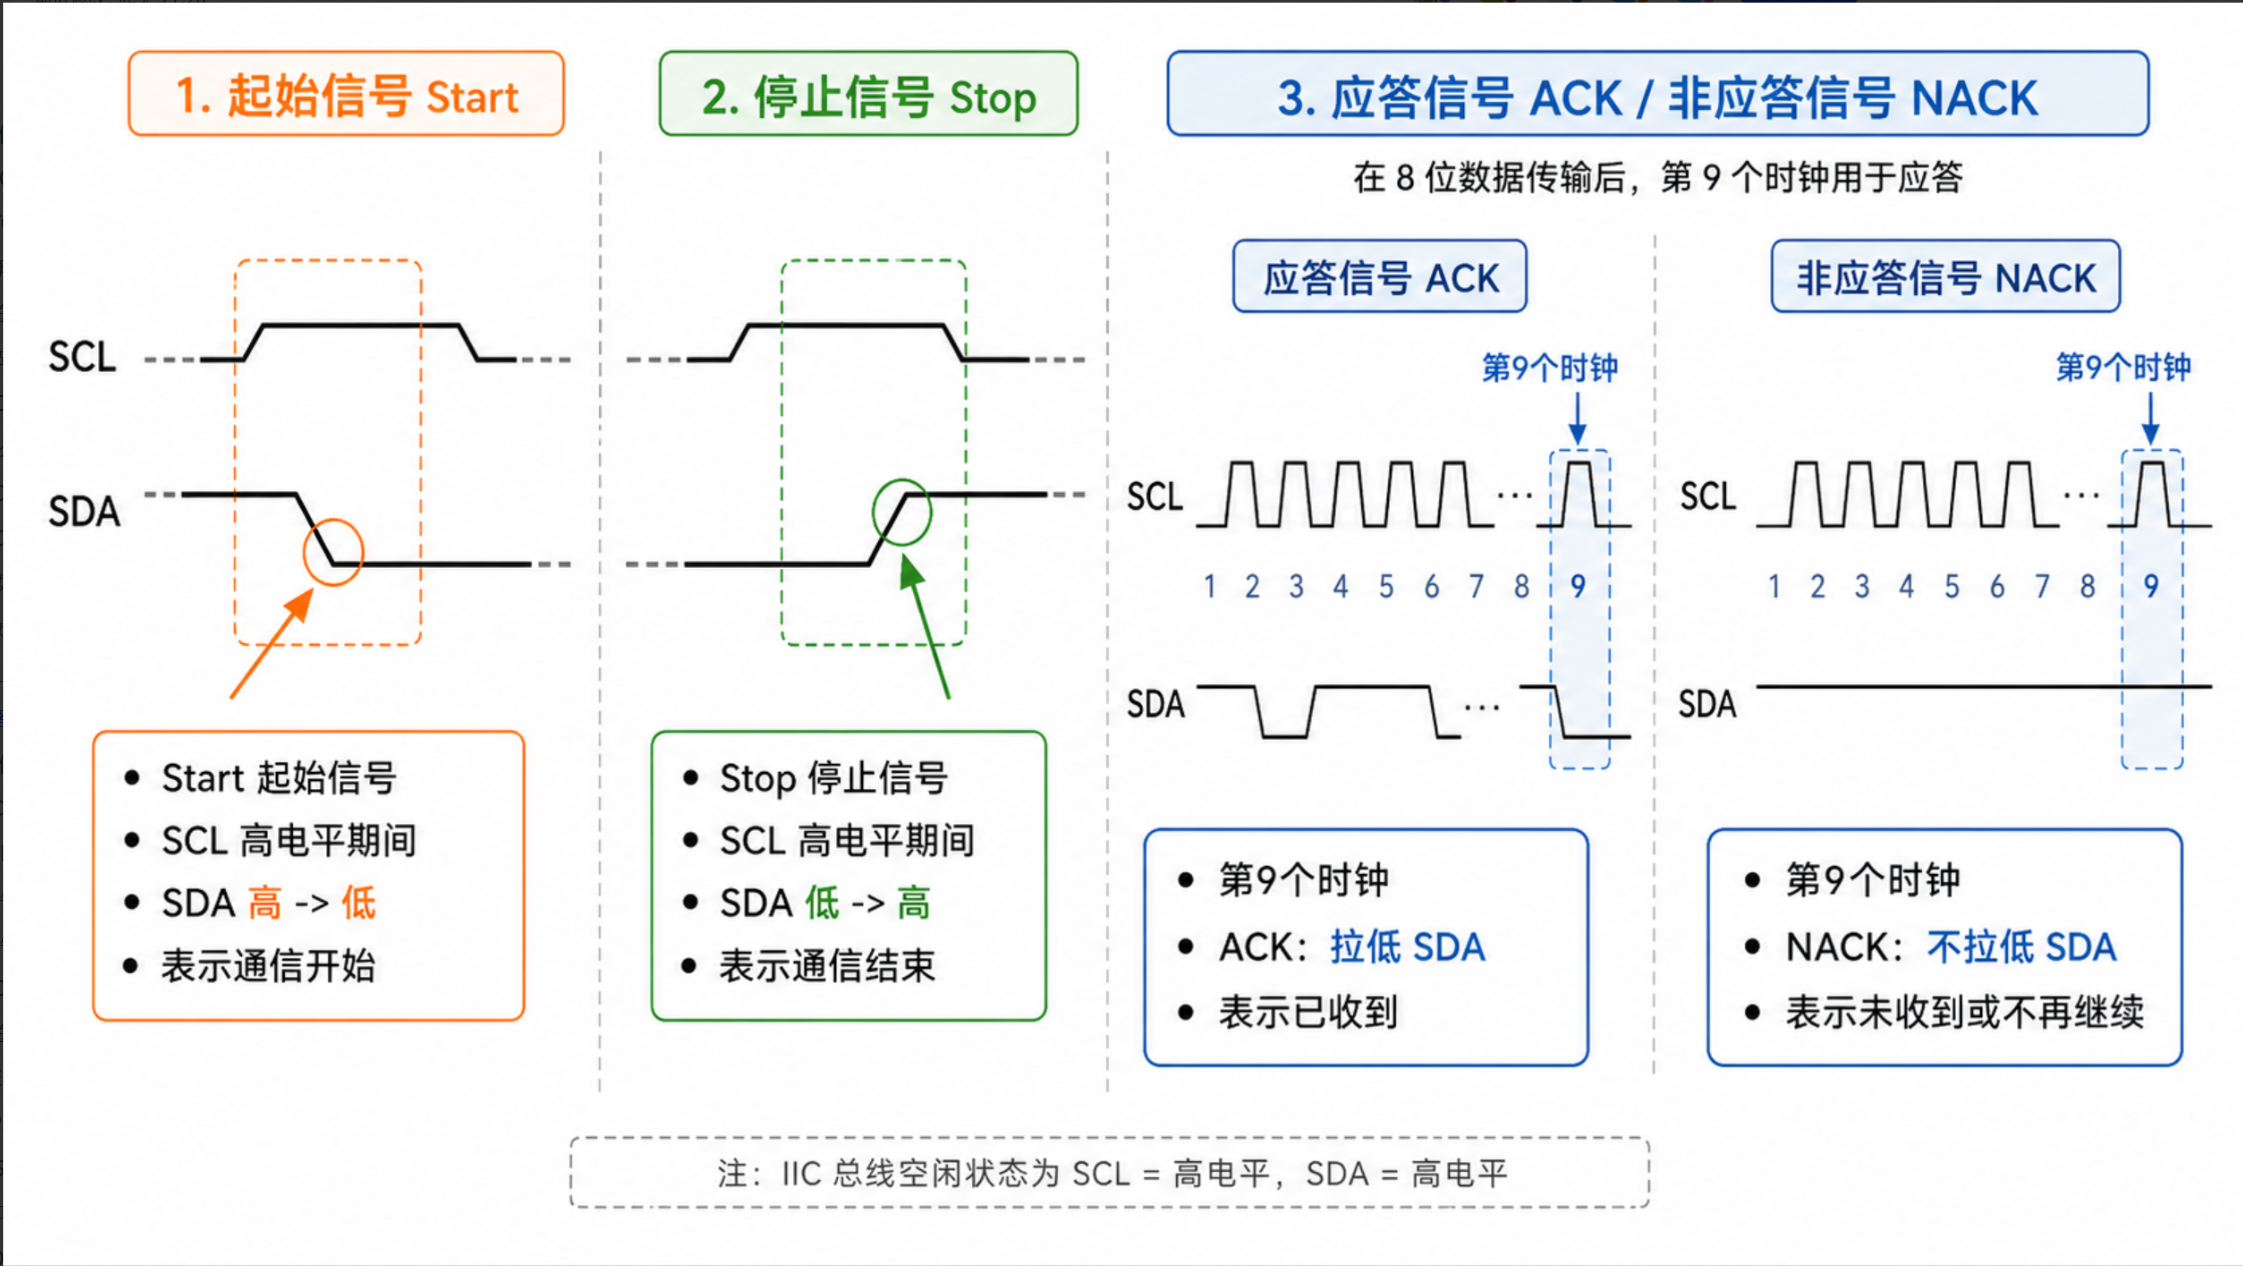 1. 起始信号 Start
SCL
SDA
• Start 起始信号
• SCL 高电平期间
• SDA 高 -> 低
• 表示通信开始
2. 停止信号 Stop
• Stop 停止信号
• SCL 高电平期间
• SDA 低 -> 高
• 表示通信结束
3. 应答信号 ACK / 非应答信号 NACK
在 8 位数据传输后，第 9 个时钟用于应答
应答信号 ACK
第9个时钟
SCL
...
1 2 3 4 5 6 7 8 9
SDA
...
• 第9个时钟
• ACK：拉低 SDA
• 表示已收到
非应答信号 NACK
第9个时钟
SCL
...
1 2 3 4 5 6 7 8 9
SDA
• 第9个时钟
• NACK：不拉低 SDA
• 表示未收到或不再继续
注：IIC 总线空闲状态为 SCL = 高电平，SDA = 高电平